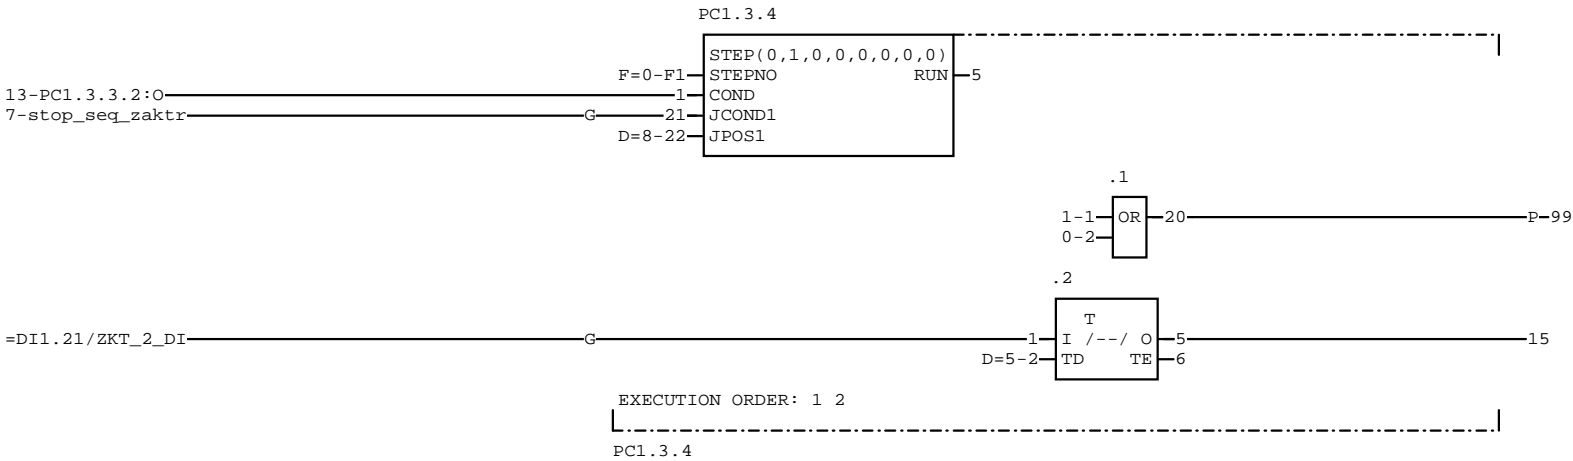 PC1.3.4
STEP(0,1,0,0,0,0,0,0)
F=0-F1 STEPNO RUN 5
13-PC1.3.3.2:O 1 COND
7-stop_seq_zaktr G 21 JCOND1
D=8-22 JPOS1
.1
1-1 OR 20 P-99
0-2
.2
T
=DI1.21/ZKT_2_DI G 1 I /--/ O 5 15
D=5-2 TD TE 6
EXECUTION ORDER: 1 2
PC1.3.4